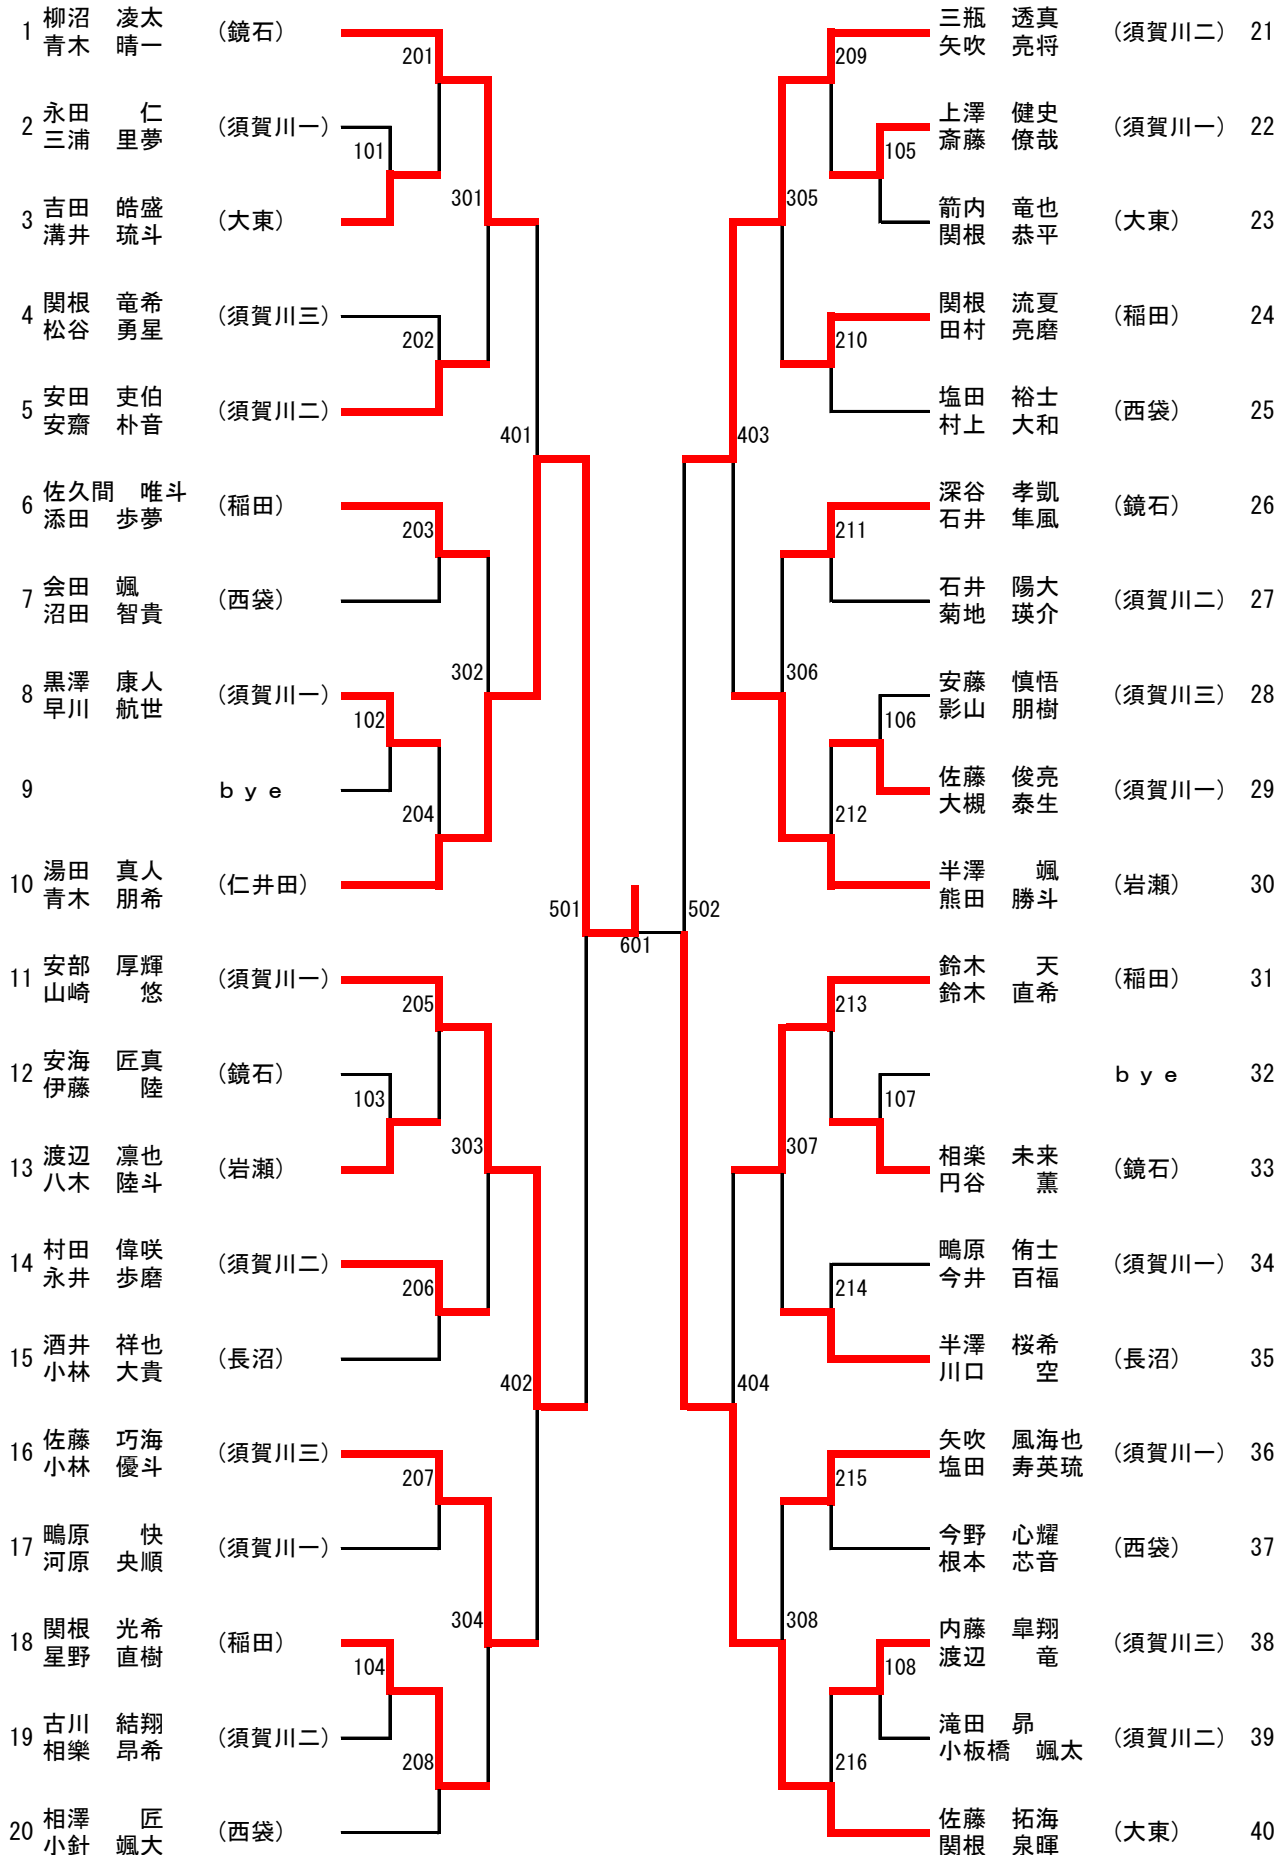 1 柳沼 凌太 (鏡石)
青木 晴一
201
2 永田 仁 (須賀川一)
三浦 里夢
101
3 吉田 皓盛 (大東)
溝井 琉斗
301
4 関根 竜希 (須賀川三)
松谷 勇星
202
5 安田 吏伯 (須賀川二)
安齋 朴音
401
6 佐久間 唯斗 (稲田)
添田 歩夢
203
7 会田 颯 (西袋)
沼田 智貴
302
8 黒澤 康人 (須賀川一)
早川 航世
102
9 bye
204
10 湯田 真人 (仁井田)
青木 朋希
501
11 安部 厚輝 (須賀川一)
山崎 悠
205
12 安海 匠真 (鏡石)
伊藤 陸
103
13 渡辺 凛也 (岩瀬)
八木 陸斗
303
14 村田 偉咲 (須賀川二)
永井 歩磨
206
15 酒井 祥也 (長沼)
小林 大貴
402
16 佐藤 巧海 (須賀川三)
小林 優斗
207
17 鴫原 快 (須賀川一)
河原 央順
304
18 関根 光希 (稲田)
星野 直樹
104
19 古川 結翔 (須賀川二)
相樂 昂希
208
20 相澤 匠 (西袋)
小針 颯大
601
三瓶 透真 (須賀川二) 21
矢吹 亮将
209
上澤 健史 (須賀川一) 22
斎藤 僚哉
105
箭内 竜也 (大東) 23
関根 恭平
305
関根 流夏 (稲田) 24
田村 亮磨
210
塩田 裕士 (西袋) 25
村上 大和
403
深谷 孝凱 (鏡石) 26
石井 隼風
211
石井 陽大 (須賀川二) 27
菊地 瑛介
306
安藤 慎悟 (須賀川三) 28
影山 朋樹
106
佐藤 俊亮 (須賀川一) 29
大槻 泰生
212
半澤 颯 (岩瀬) 30
熊田 勝斗
502
鈴木 天 (稲田) 31
鈴木 直希
213
bye 32
107
相楽 未来 (鏡石) 33
円谷 薫
307
鴫原 侑士 (須賀川一) 34
今井 百福
214
半澤 桜希 (長沼) 35
川口 空
404
矢吹 風海也 (須賀川一) 36
塩田 寿英琉
215
今野 心耀 (西袋) 37
根本 芯音
308
内藤 皐翔 (須賀川三) 38
渡辺 竜
108
滝田 昴 (須賀川二) 39
小板橋 颯太
216
佐藤 拓海 (大東) 40
関根 泉暉